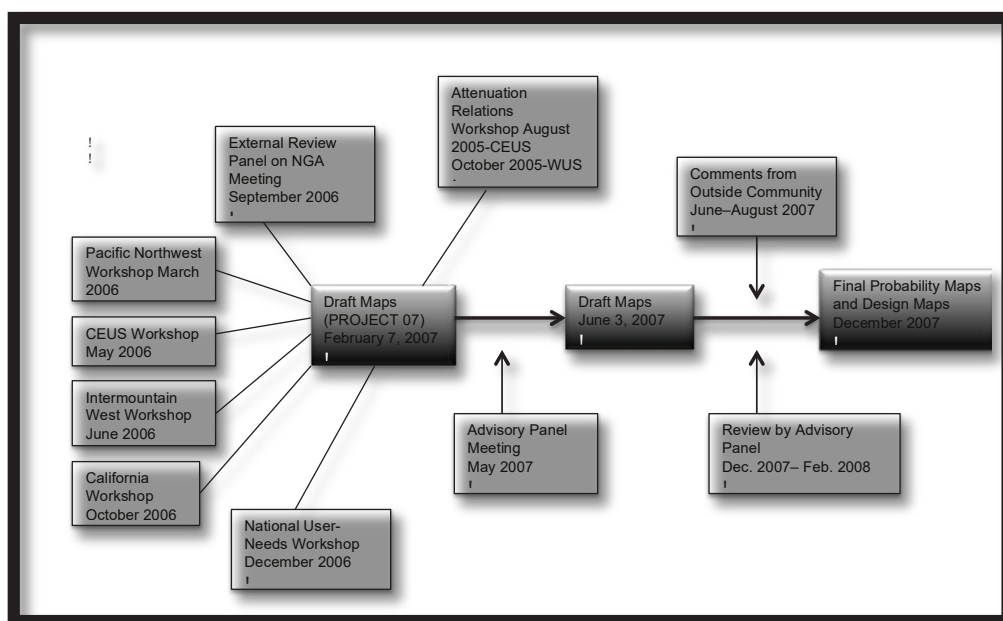 !
!
Attenuation
Relations
Workshop August
2005-CEUS
October 2005-WUS
External Review
Panel on NGA
Meeting
September 2006
Comments from
Outside Community
June–August 2007
Pacific Northwest
Workshop March
2006
CEUS Workshop
May 2006
Intermountain
West Workshop
June 2006
California
Workshop
October 2006
Draft Maps
(PROJECT 07)
February 7, 2007
!
Draft Maps
June 3, 2007
!
Final Probability Maps
and Design Maps
December 2007
!
Advisory Panel
Meeting
May 2007
Review by Advisory
Panel
Dec. 2007– Feb. 2008
National User-
Needs Workshop
December 2006